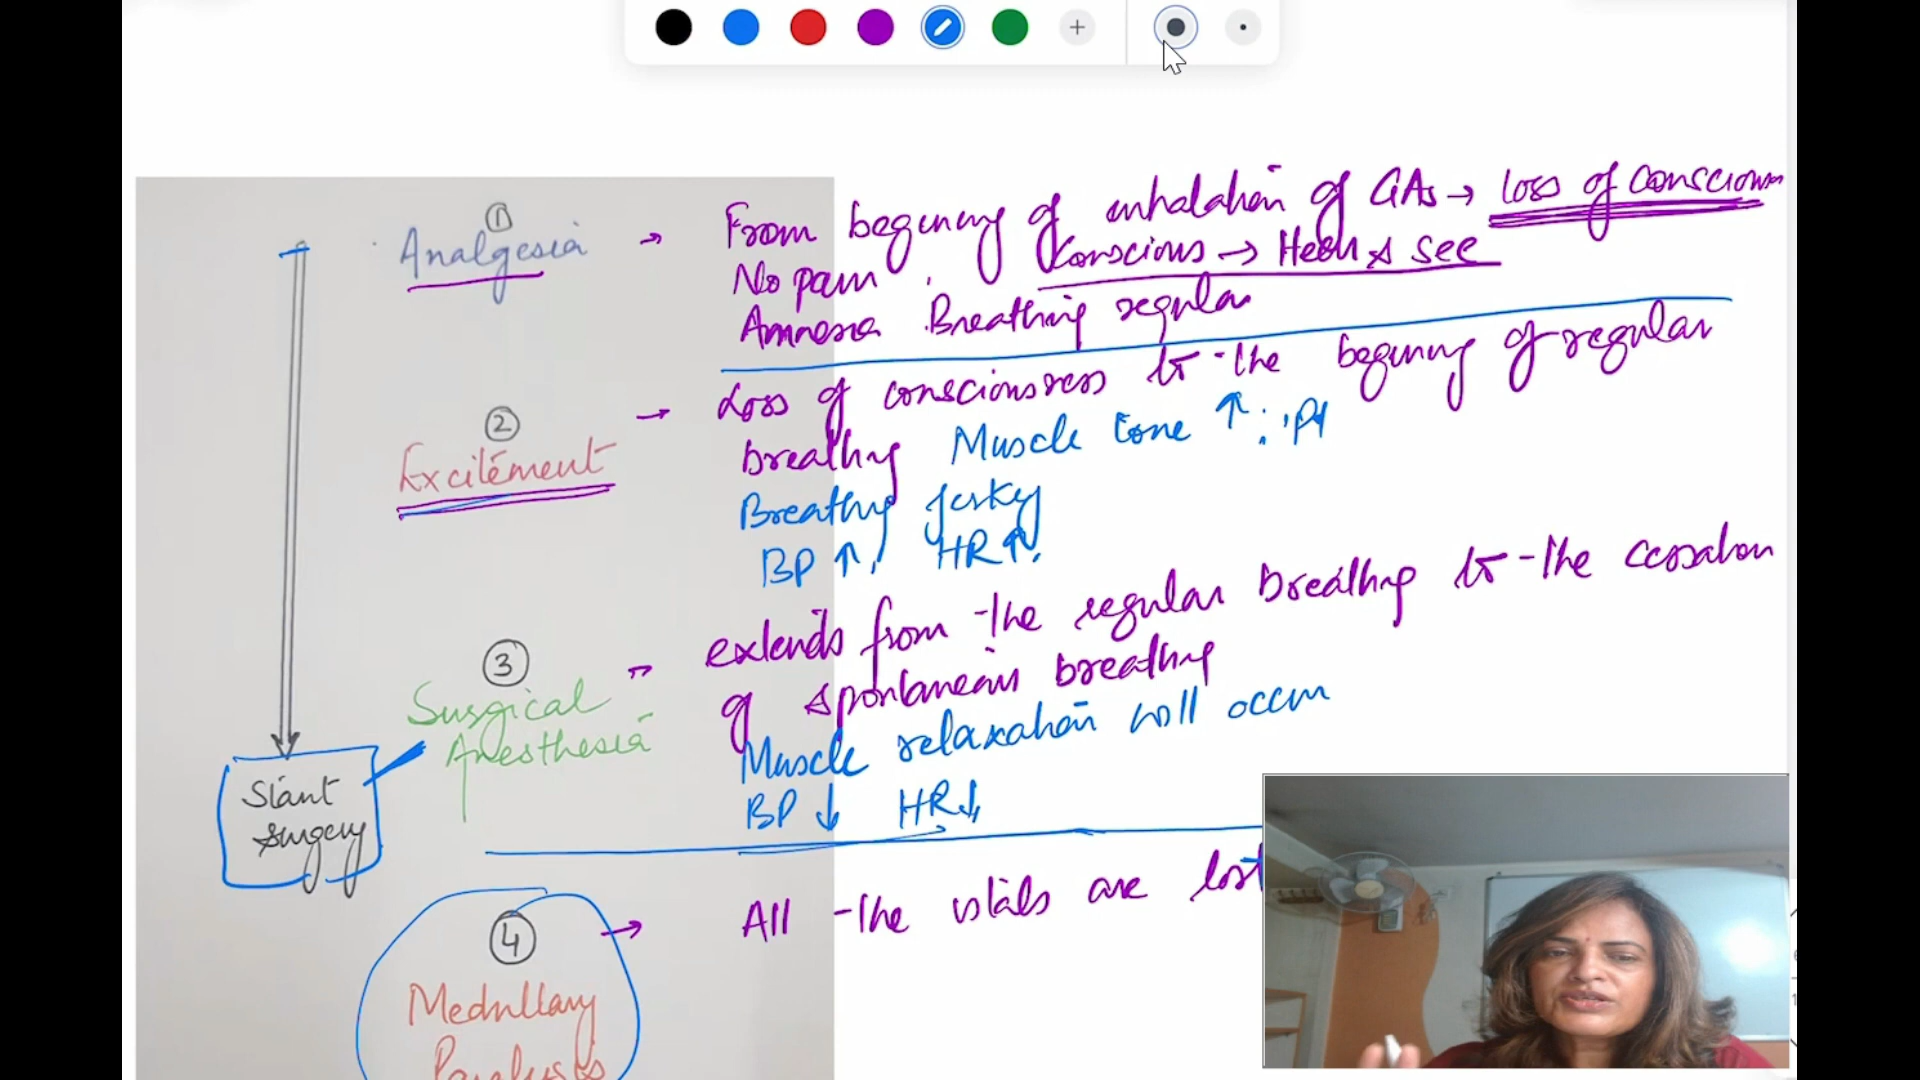 ①
Analgesia → From begining of inhalation of GAs → loss of conscious
No pain, Conscious → Hear & see
Amnesia Breathing regular
②
Excitement → Loss of consciousness to the begining of regular
breathing Muscle tone ↑
Breathing jerky
BP ↑, HR ↑,
③
Surgical Anesthesia → extends from the regular breathing to the cessation
of spontaneous breathing
Muscle relaxation will occur
BP ↓ HR ↓
Start surgery
④
→ All the vitals are lost
Medullary
Paralysis